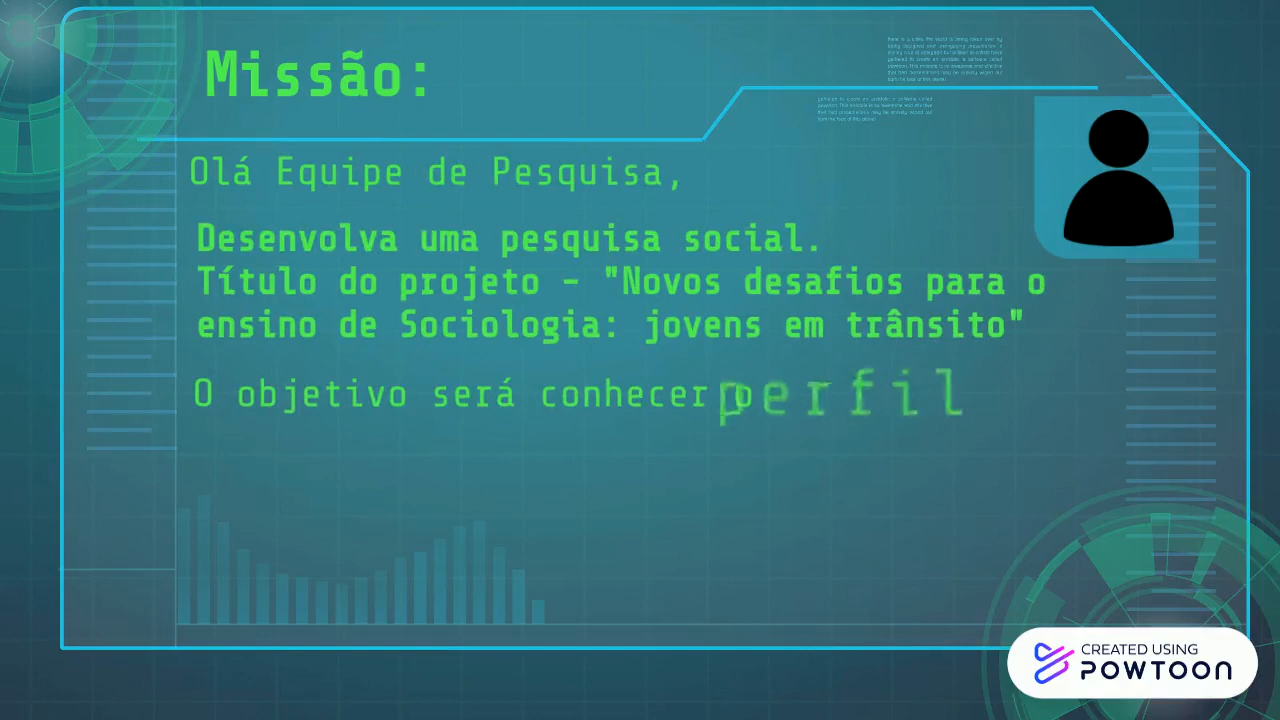 Missão:
Olá Equipe de Pesquisa,
Desenvolva uma pesquisa social.
Título do projeto - "Novos desafios para o
ensino de Sociologia: jovens em trânsito"
O objetivo será conhecer o perfil
CREATED USING
POWTOON